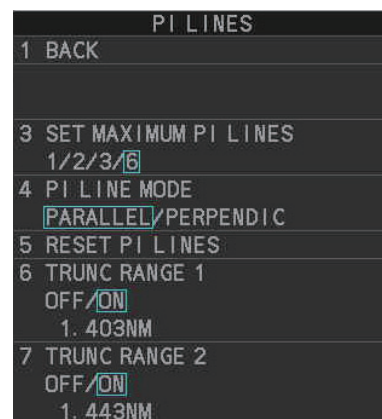 PI LINES
1 BACK
3 SET MAXIMUM PI LINES
1/2/3/6
4 PI LINE MODE
PARALLEL/PERPENDIC
5 RESET PI LINES
6 TRUNC RANGE 1
OFF/ON
1. 403NM
7 TRUNC RANGE 2
OFF/ON
1. 443NM